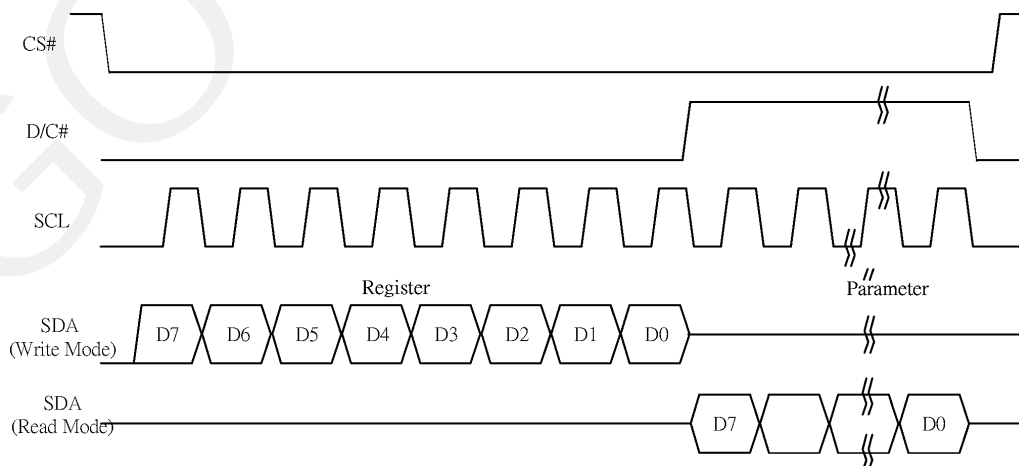 CS#
D/C#
SCL
Register
Parameter
SDA
(Write Mode)
D7 D6 D5 D4 D3 D2 D1 D0
SDA
(Read Mode)
D7 D0